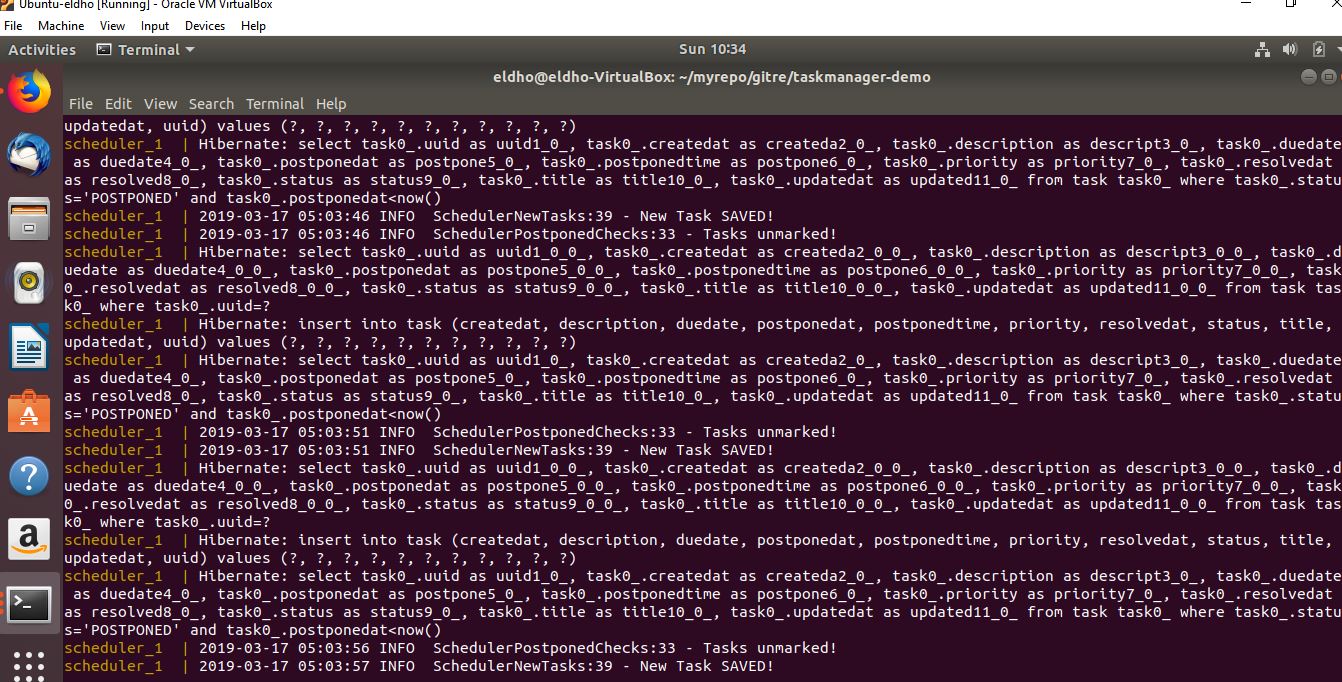 Ubuntu-eldho [Running] - Oracle VM VirtualBox
File Machine View Input Devices Help
Activities Terminal Sun 10:34
eldho@eldho-VirtualBox: ~/myrepo/gitre/taskmanager-demo
File Edit View Search Terminal Help
updatedat, uuid) values (?, ?, ?, ?, ?, ?, ?, ?, ?, ?, ?)
scheduler_1 | Hibernate: select task0_.uuid as uuid1_0_, task0_.createdat as createda2_0_, task0_.description as descript3_0_, task0_.duedate
as duedate4_0_, task0_.postponedat as postpone5_0_, task0_.postponedtime as postpone6_0_, task0_.priority as priority7_0_, task0_.resolvedat
as resolved8_0_, task0_.status as status9_0_, task0_.title as title10_0_, task0_.updatedat as updated11_0_ from task task0_ where task0_.statu
s='POSTPONED' and task0_.postponedat<now()
scheduler_1 | 2019-03-17 05:03:46 INFO SchedulerNewTasks:39 - New Task SAVED!
scheduler_1 | 2019-03-17 05:03:46 INFO SchedulerPostponedChecks:33 - Tasks unmarked!
scheduler_1 | Hibernate: select task0_.uuid as uuid1_0_0_, task0_.createdat as createda2_0_0_, task0_.description as descript3_0_0_, task0_.d
uedate as duedate4_0_0_, task0_.postponedat as postpone5_0_0_, task0_.postponedtime as postpone6_0_0_, task0_.priority as priority7_0_0_, task
0_.resolvedat as resolved8_0_0_, task0_.status as status9_0_0_, task0_.title as title10_0_0_, task0_.updatedat as updated11_0_0_ from task tas
k0_ where task0_.uuid=?
scheduler_1 | Hibernate: insert into task (createdat, description, duedate, postponedat, postponedtime, priority, resolvedat, status, title,
updatedat, uuid) values (?, ?, ?, ?, ?, ?, ?, ?, ?, ?, ?)
scheduler_1 | Hibernate: select task0_.uuid as uuid1_0_, task0_.createdat as createda2_0_, task0_.description as descript3_0_, task0_.duedate
as duedate4_0_, task0_.postponedat as postpone5_0_, task0_.postponedtime as postpone6_0_, task0_.priority as priority7_0_, task0_.resolvedat
as resolved8_0_, task0_.status as status9_0_, task0_.title as title10_0_, task0_.updatedat as updated11_0_ from task task0_ where task0_.statu
s='POSTPONED' and task0_.postponedat<now()
scheduler_1 | 2019-03-17 05:03:51 INFO SchedulerPostponedChecks:33 - Tasks unmarked!
scheduler_1 | 2019-03-17 05:03:51 INFO SchedulerNewTasks:39 - New Task SAVED!
scheduler_1 | Hibernate: select task0_.uuid as uuid1_0_0_, task0_.createdat as createda2_0_0_, task0_.description as descript3_0_0_, task0_.d
uedate as duedate4_0_0_, task0_.postponedat as postpone5_0_0_, task0_.postponedtime as postpone6_0_0_, task0_.priority as priority7_0_0_, task
0_.resolvedat as resolved8_0_0_, task0_.status as status9_0_0_, task0_.title as title10_0_0_, task0_.updatedat as updated11_0_0_ from task tas
k0_ where task0_.uuid=?
scheduler_1 | Hibernate: insert into task (createdat, description, duedate, postponedat, postponedtime, priority, resolvedat, status, title,
updatedat, uuid) values (?, ?, ?, ?, ?, ?, ?, ?, ?, ?, ?)
scheduler_1 | Hibernate: select task0_.uuid as uuid1_0_, task0_.createdat as createda2_0_, task0_.description as descript3_0_, task0_.duedate
as duedate4_0_, task0_.postponedat as postpone5_0_, task0_.postponedtime as postpone6_0_, task0_.priority as priority7_0_, task0_.resolvedat
as resolved8_0_, task0_.status as status9_0_, task0_.title as title10_0_, task0_.updatedat as updated11_0_ from task task0_ where task0_.statu
s='POSTPONED' and task0_.postponedat<now()
scheduler_1 | 2019-03-17 05:03:56 INFO SchedulerPostponedChecks:33 - Tasks unmarked!
scheduler_1 | 2019-03-17 05:03:57 INFO SchedulerNewTasks:39 - New Task SAVED!